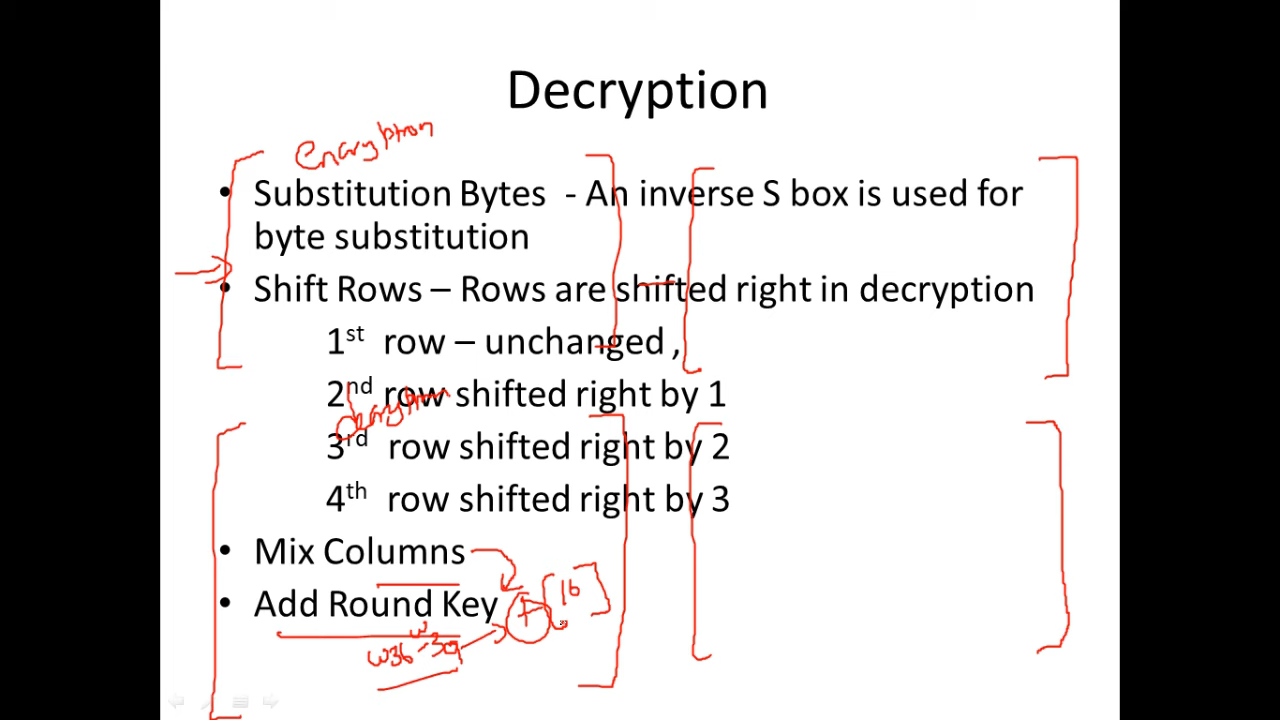 Decryption
encryption
• Substitution Bytes - An inverse S box is used for
byte substitution
• Shift Rows – Rows are shifted right in decryption
1st row – unchanged ,
2nd row shifted right by 1
decryption
3rd row shifted right by 2
4th row shifted right by 3
• Mix Columns
[16]
• Add Round Key +
w36 - w39